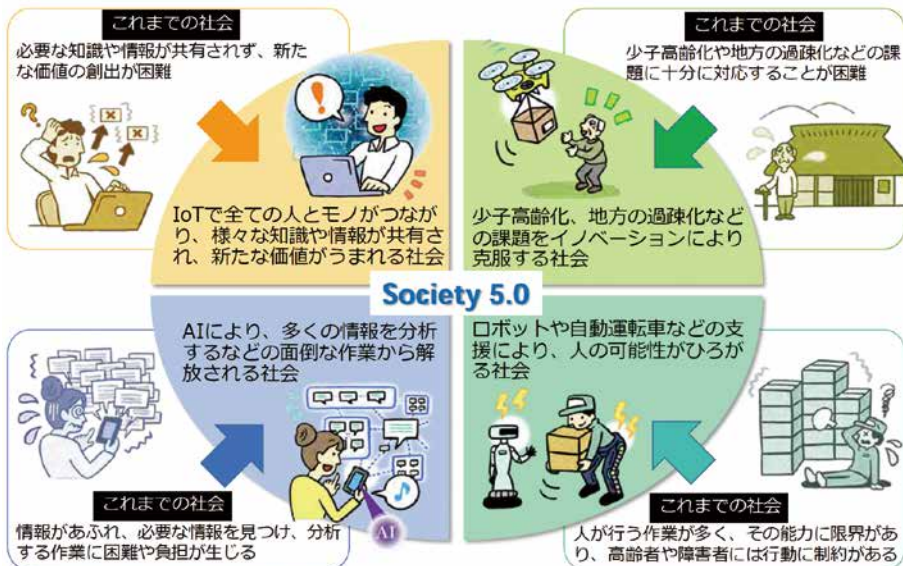 これまでの社会
必要な知識や情報が共有されず、新た
な価値の創出が困難
IoTで全ての人とモノがつなが
り、様々な知識や情報が共有され
、新たな価値がうまれる社会
これまでの社会
少子高齢化や地方の過疎化などの課
題に十分に対応することが困難
少子高齢化、地方の過疎化など
の課題をイノベーションにより
克服する社会
Society 5.0
AIにより、多くの情報を分析
するなどの面倒な作業から解
放される社会
AI
これまでの社会
情報があふれ、必要な情報を見つけ、分析
する作業に困難や負担が生じる
ロボットや自動運転車などの支
援により、人の可能性がひろが
る社会
これまでの社会
人が行う作業が多く、その能力に限界があ
り、高齢者や障害者には行動に制約がある